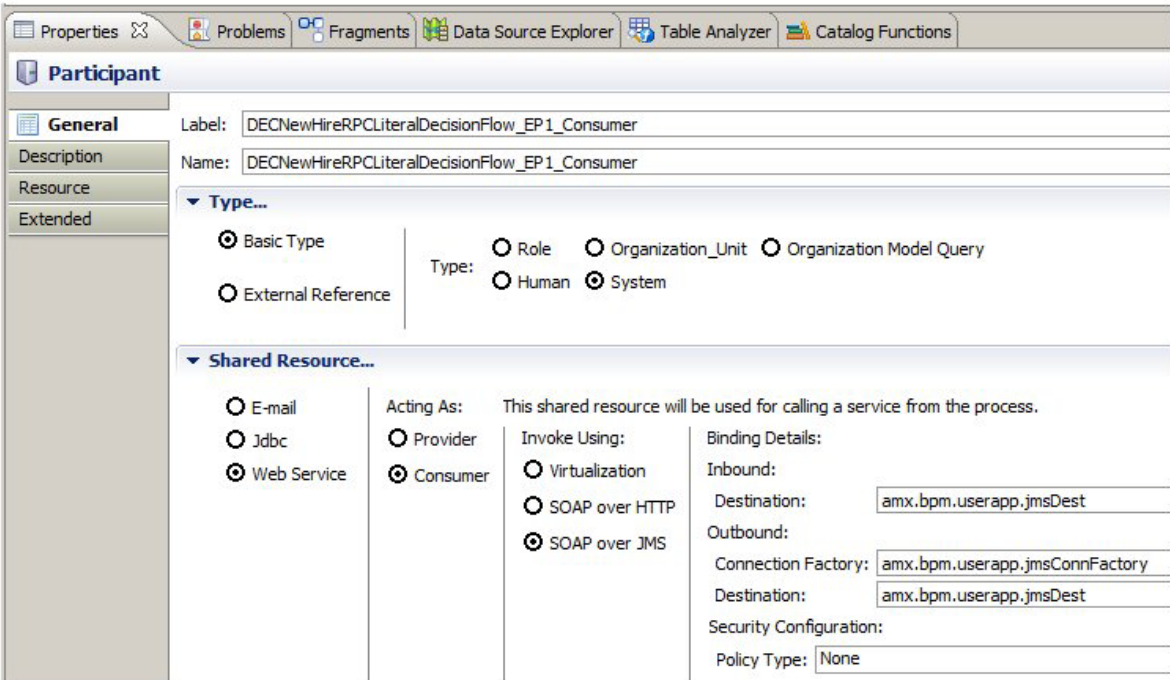 Properties Problems Fragments Data Source Explorer Table Analyzer Catalog Functions
Participant
General
Description
Resource
Extended
Label: DECNewHireRPCLiteralDecisionFlow_EP1_Consumer
Name: DECNewHireRPCLiteralDecisionFlow_EP1_Consumer
Type...
Basic Type
External Reference
Type:
Role Organization_Unit Organization Model Query
Human System
Shared Resource...
E-mail
Jdbc
Web Service
Acting As:
Provider
Consumer
This shared resource will be used for calling a service from the process.
Invoke Using:
Virtualization
SOAP over HTTP
SOAP over JMS
Binding Details:
Inbound:
Destination: amx.bpm.userapp.jmsDest
Outbound:
Connection Factory: amx.bpm.userapp.jmsConnFactory
Destination: amx.bpm.userapp.jmsDest
Security Configuration:
Policy Type: None